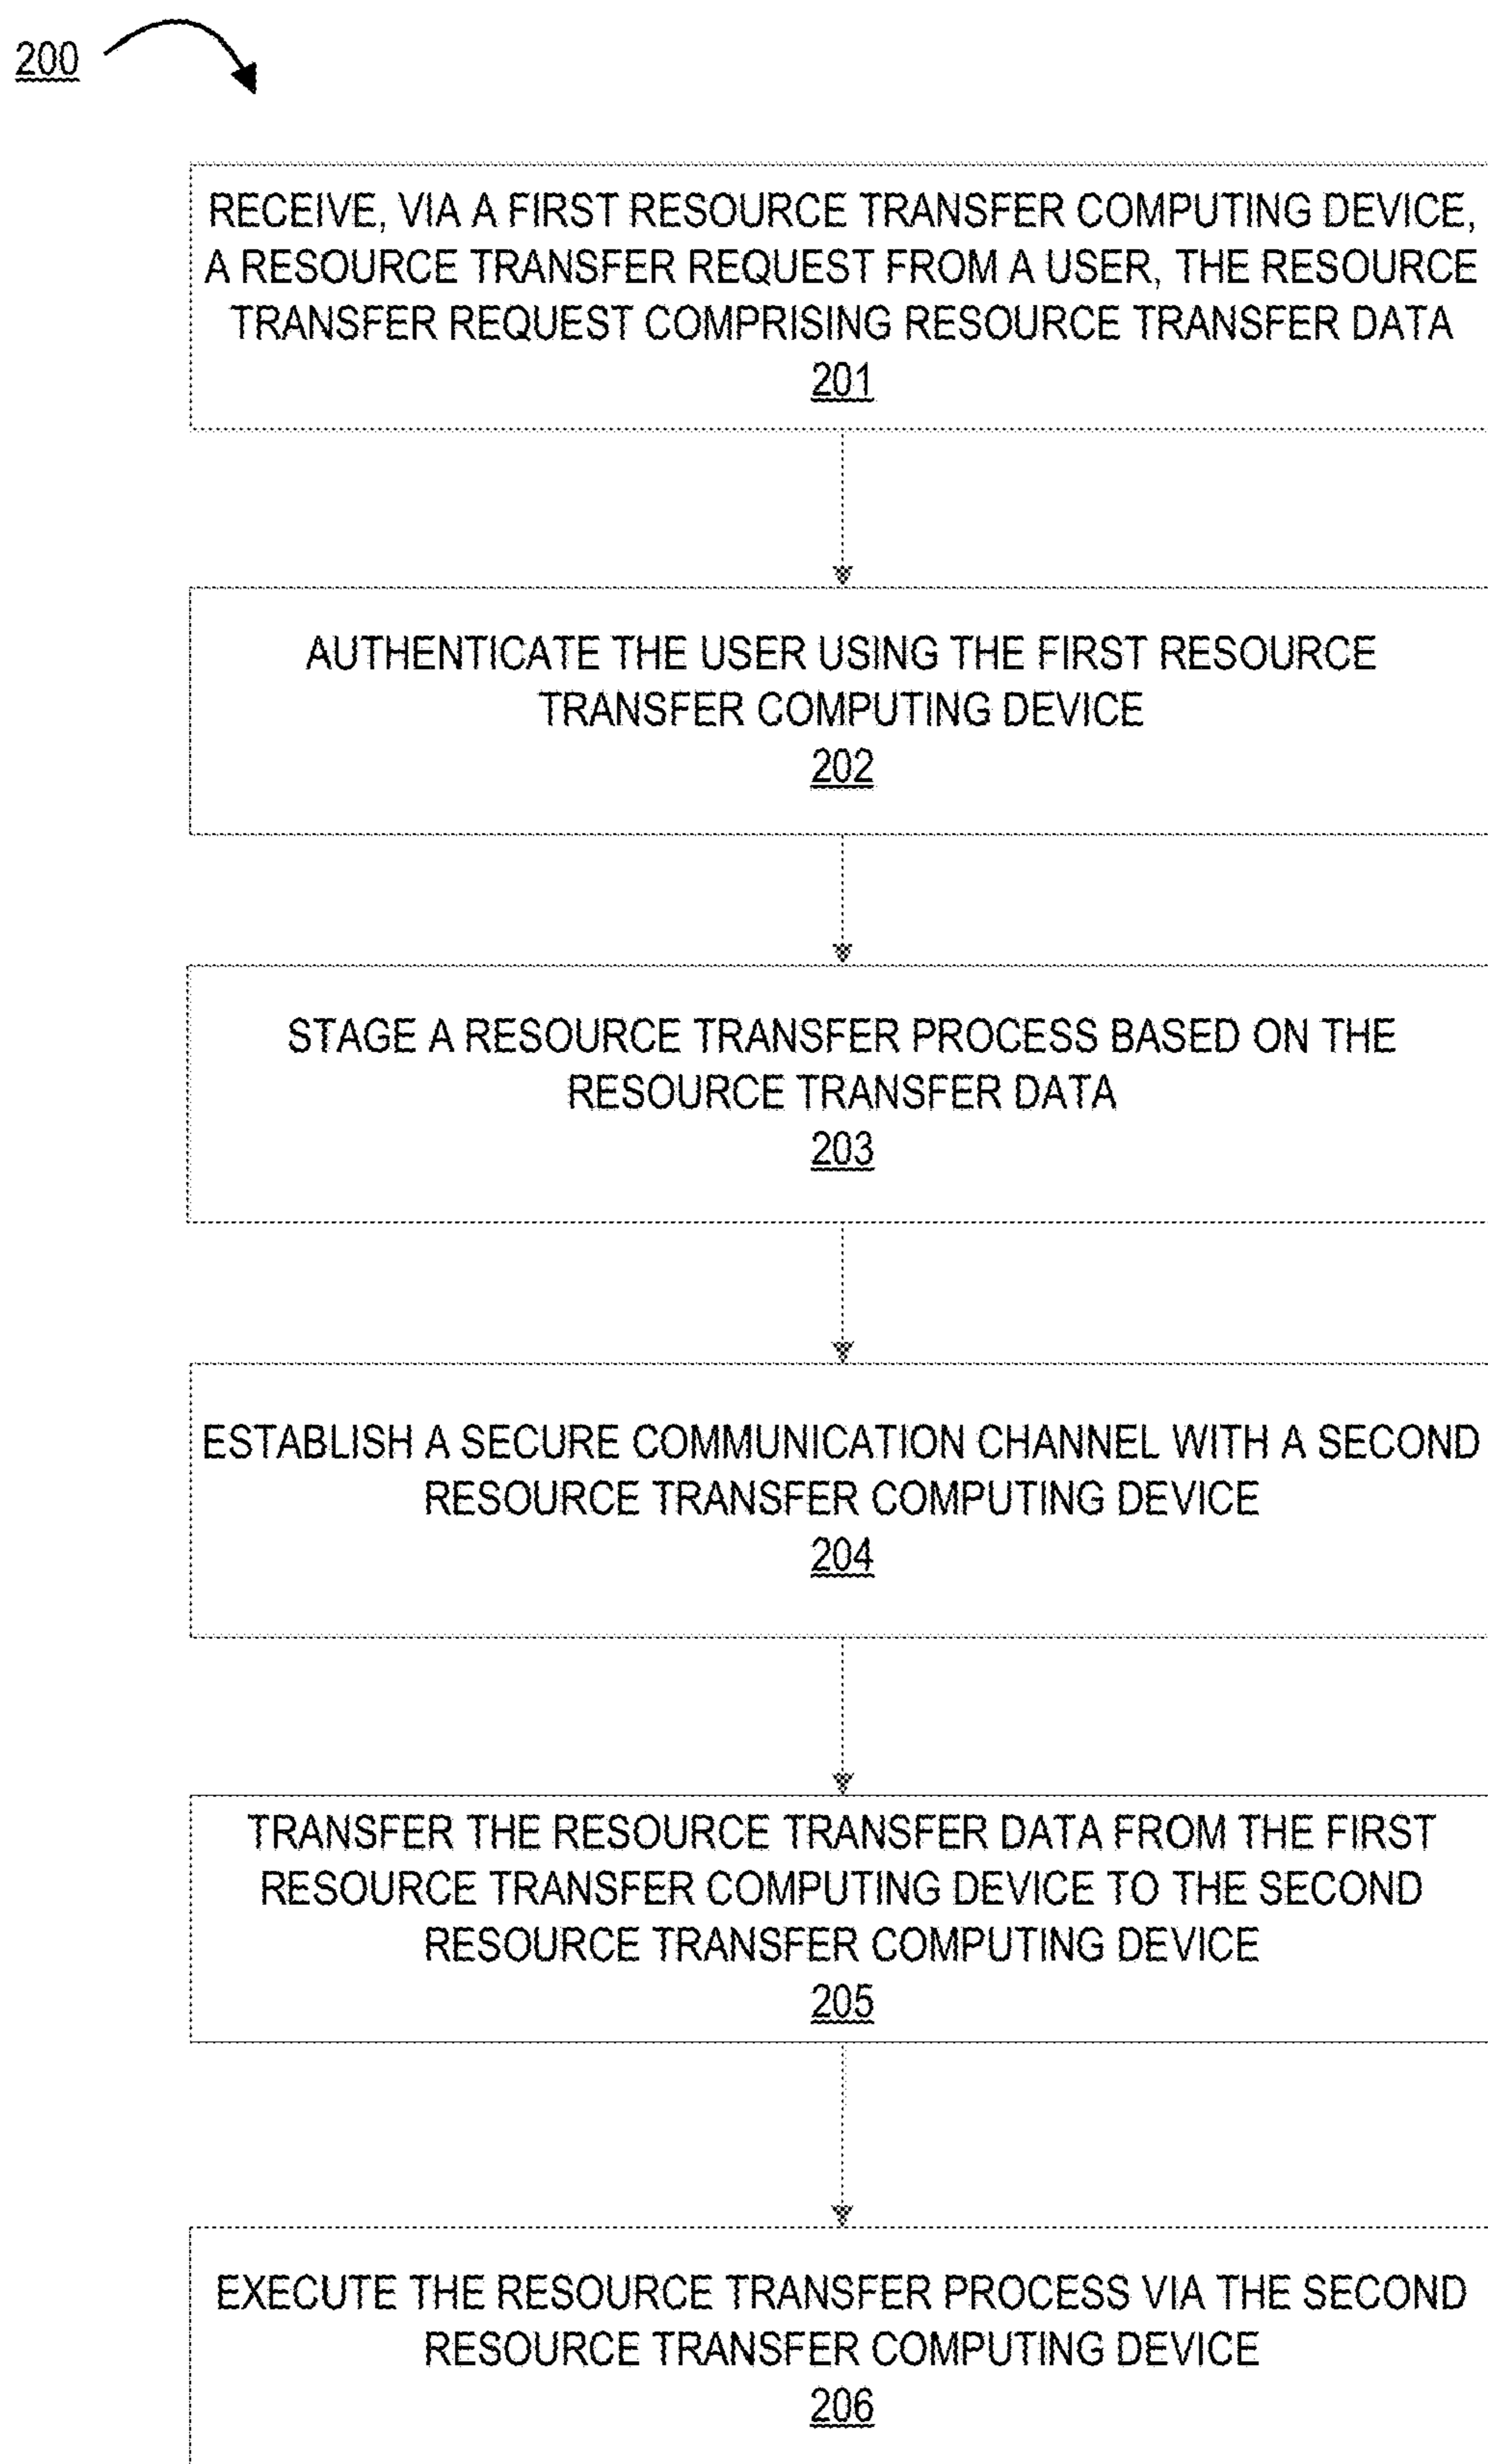 200
RECEIVE, VIA A FIRST RESOURCE TRANSFER COMPUTING DEVICE,
A RESOURCE TRANSFER REQUEST FROM A USER, THE RESOURCE
TRANSFER REQUEST COMPRISING RESOURCE TRANSFER DATA
201
AUTHENTICATE THE USER USING THE FIRST RESOURCE
TRANSFER COMPUTING DEVICE
202
STAGE A RESOURCE TRANSFER PROCESS BASED ON THE
RESOURCE TRANSFER DATA
203
ESTABLISH A SECURE COMMUNICATION CHANNEL WITH A SECOND
RESOURCE TRANSFER COMPUTING DEVICE
204
TRANSFER THE RESOURCE TRANSFER DATA FROM THE FIRST
RESOURCE TRANSFER COMPUTING DEVICE TO THE SECOND
RESOURCE TRANSFER COMPUTING DEVICE
205
EXECUTE THE RESOURCE TRANSFER PROCESS VIA THE SECOND
RESOURCE TRANSFER COMPUTING DEVICE
206